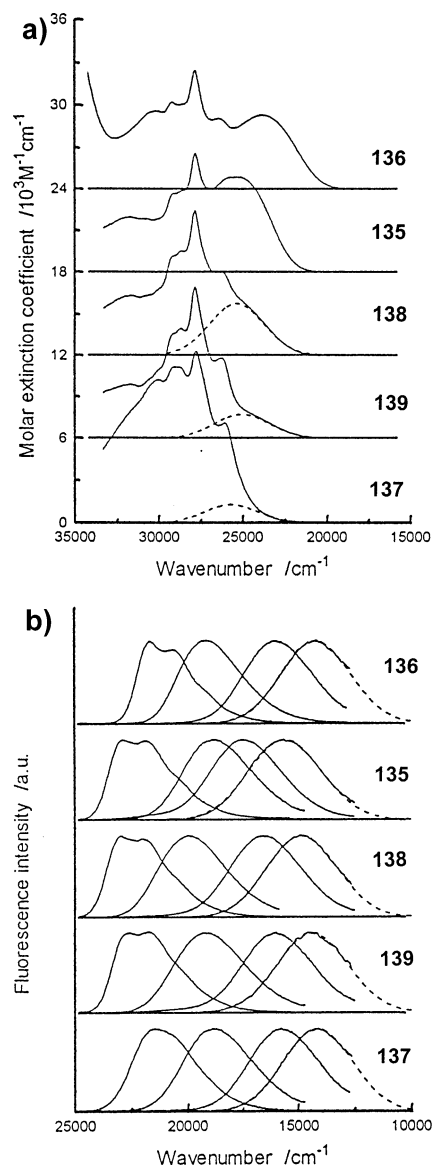 a)
36
30
24
18
12
6
0
Molar extinction coefficient /10³M⁻¹cm⁻¹
136
135
138
139
137
35000 30000 25000 20000 15000
Wavenumber /cm⁻¹
b)
Fluorescence intensity /a.u.
136
135
138
139
137
25000 20000 15000 10000
Wavenumber /cm⁻¹